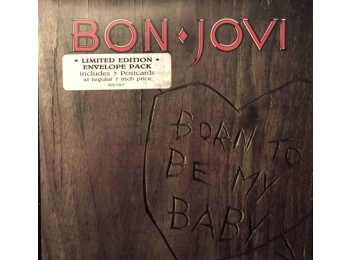 BON♦JOVI
• LIMITED EDITION •
ENVELOPE PACK
includes 3 Postcards
at regular 7 inch price.
BORN TO
BE MY
BABY